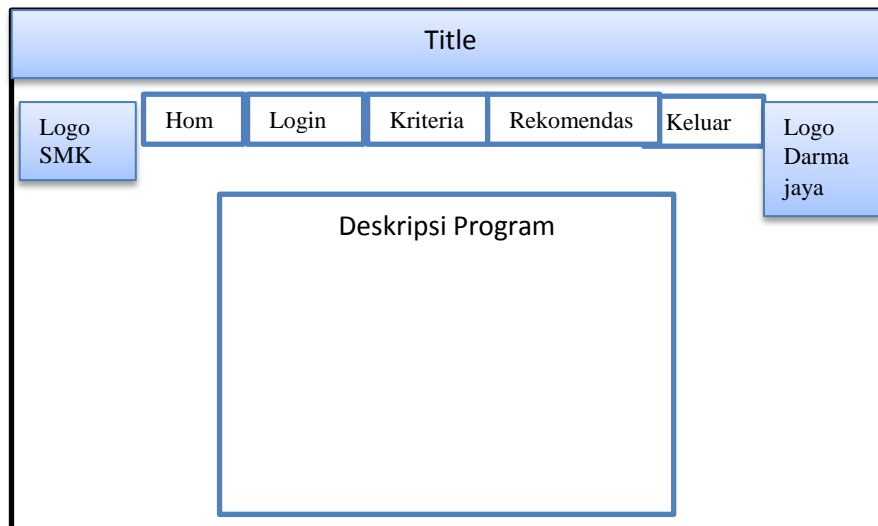 Title
Logo
SMK
Hom
Login
Kriteria
Rekomendas
Keluar
Logo
Darma
jaya
Deskripsi Program